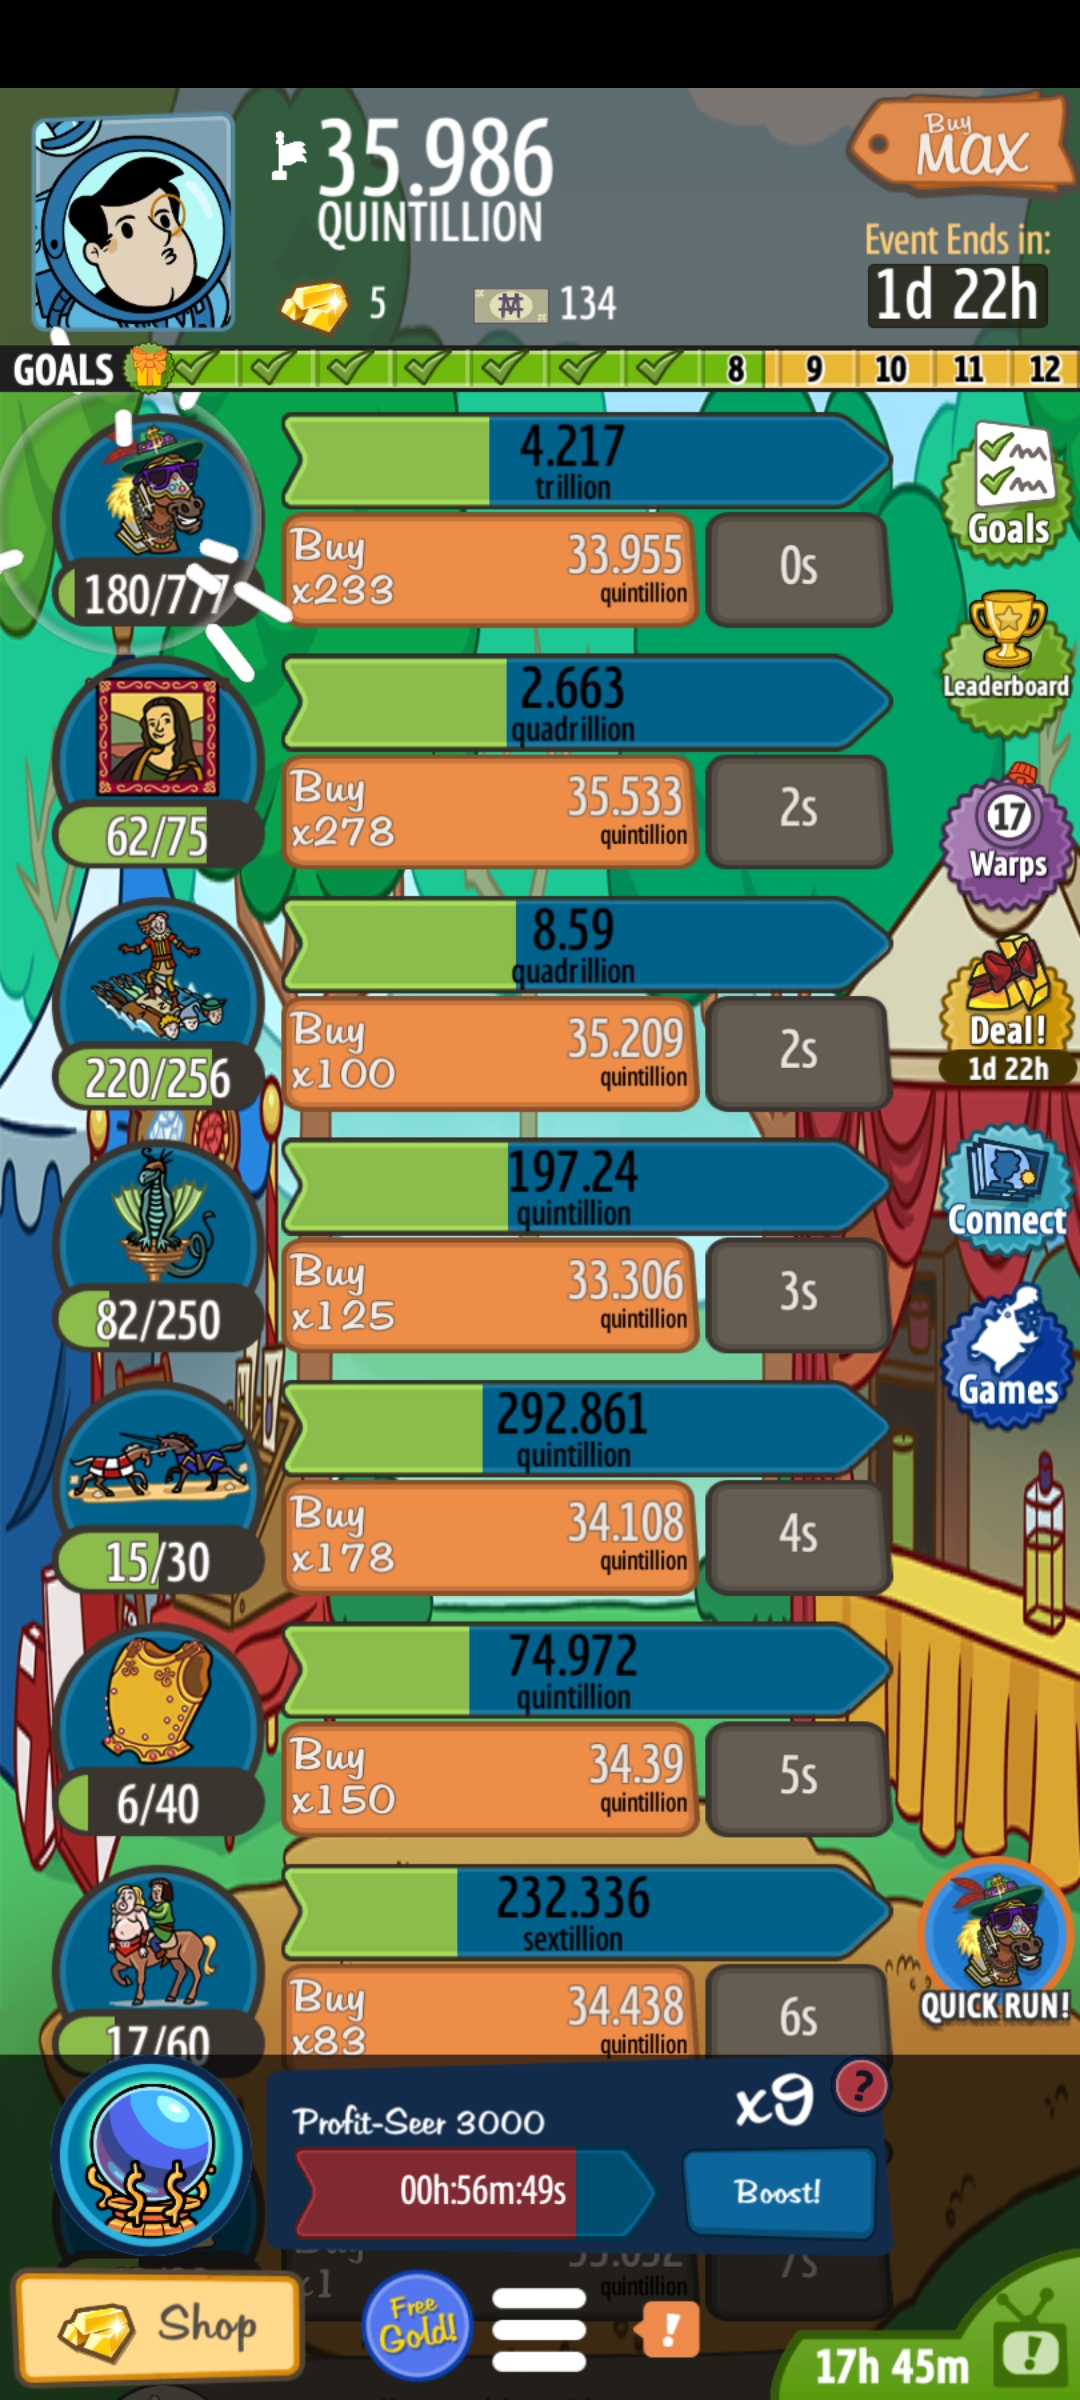 35.986
QUINTILLION
Buy
MAX
Event Ends in:
1d 22h
5
134
GOALS
8
9
10
11
12
4.217
trillion
180/777
Buy
x233
33.955
quintillion
0s
Goals
2.663
quadrillion
62/75
Buy
x278
35.533
quintillion
2s
Leaderboard
8.59
quadrillion
220/256
Buy
x100
35.209
quintillion
2s
17
Warps
Deal!
1d 22h
197.24
quintillion
82/250
Buy
x125
33.306
quintillion
3s
Connect
Games
292.861
quintillion
15/30
Buy
x178
34.108
quintillion
4s
74.972
quintillion
6/40
Buy
x150
34.39
quintillion
5s
232.336
sextillion
17/60
Buy
x83
34.438
quintillion
6s
QUICK RUN!
Profit-Seer 3000
x9
?
00h:56m:49s
Boost!
Buy
x1
quintillion
7s
Shop
Free
Gold!
!
17h 45m
!